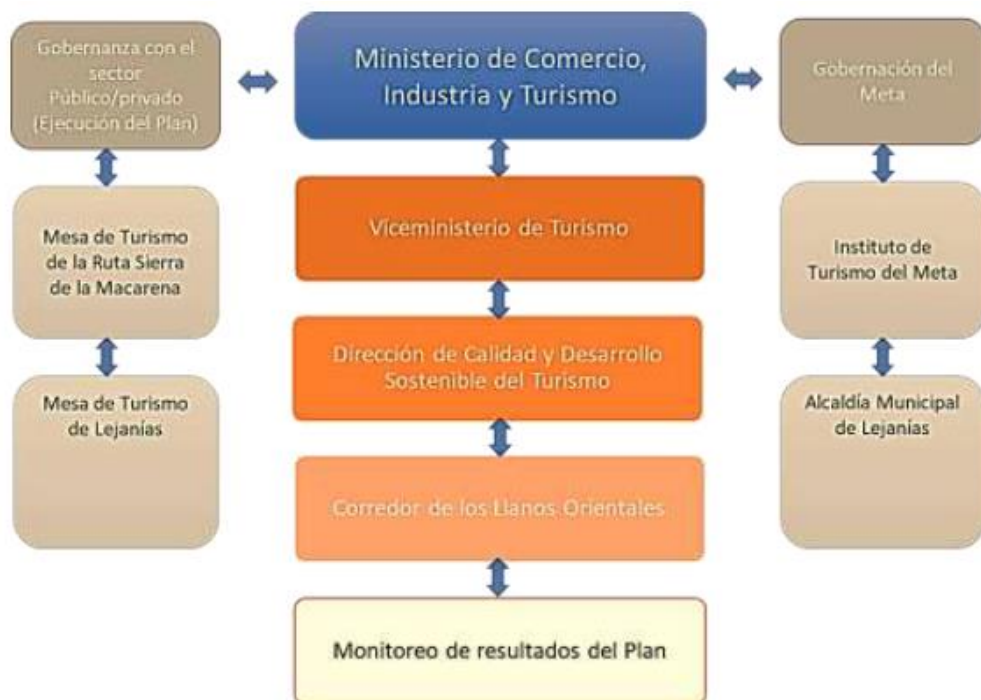 Gobernanza con el
sector
Público/privado
(Ejecución del Plan)
Ministerio de Comercio,
Industria y Turismo
Gobernación del
Meta
Mesa de Turismo
de la Ruta Sierra
de la Macarena
Viceministerio de Turismo
Instituto de
Turismo del Meta
Dirección de Calidad y Desarrollo
Sostenible del Turismo
Mesa de Turismo
de Lejanías
Alcaldía Municipal
de Lejanías
Corredor de los Llanos Orientales
Monitoreo de resultados del Plan